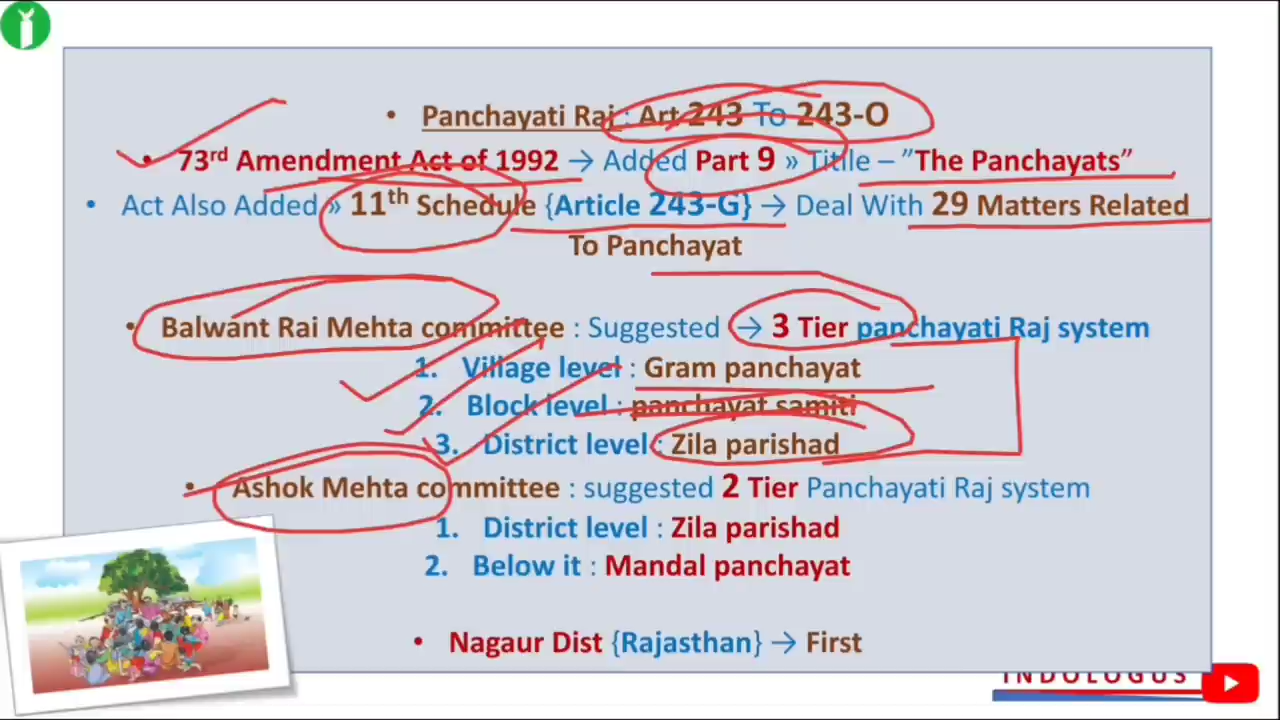 • Panchayati Raj : Art 243 To 243-O
• 73rd Amendment Act of 1992 → Added Part 9 » Titlle – ”The Panchayats”
• Act Also Added » 11th Schedule {Article 243-G} → Deal With 29 Matters Related
To Panchayat
• Balwant Rai Mehta committee : Suggested → 3 Tier panchayati Raj system
1. Village level : Gram panchayat
2. Block level : panchayat samiti
3. District level : Zila parishad
• Ashok Mehta committee : suggested 2 Tier Panchayati Raj system
1. District level : Zila parishad
2. Below it : Mandal panchayat
• Nagaur Dist {Rajasthan} → First
INDOLOGUS